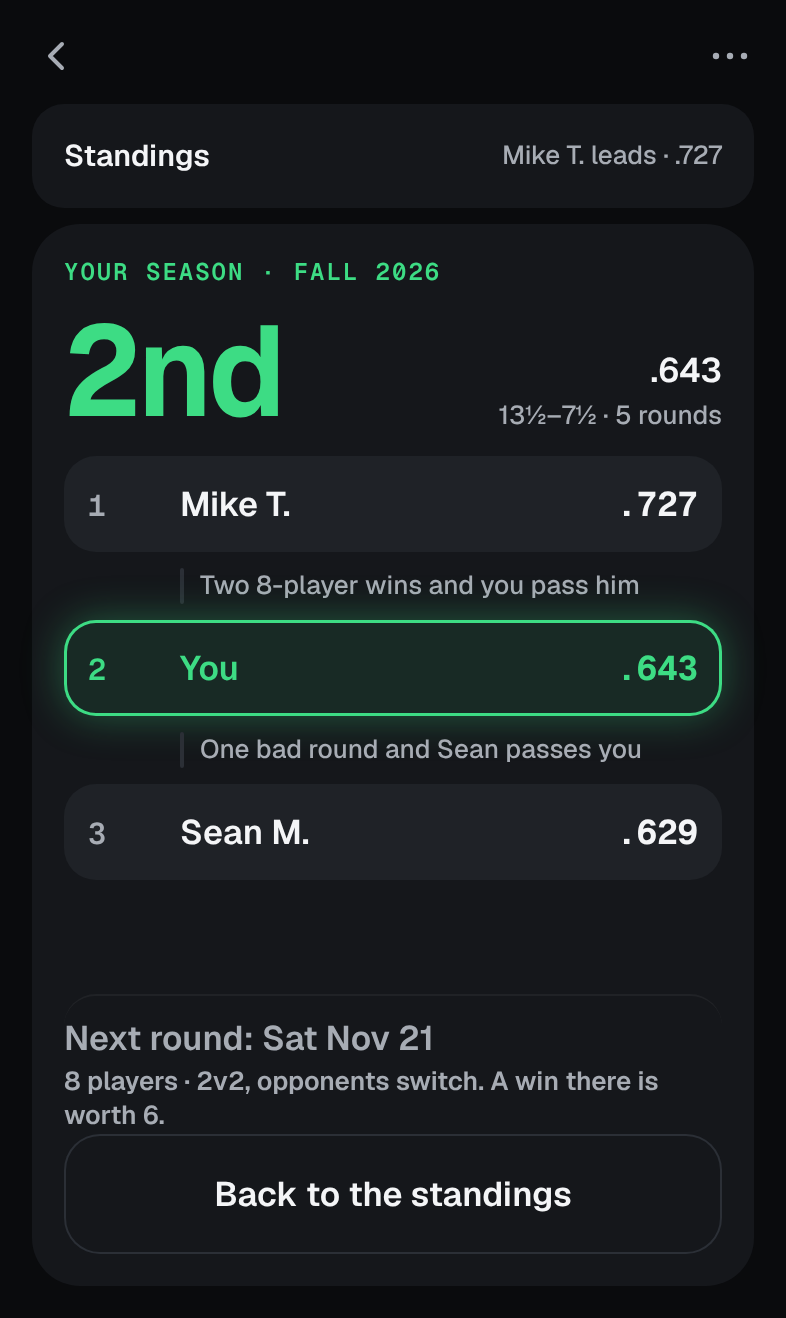 Standings
Mike T. leads · .727
YOUR SEASON · FALL 2026
2nd
.643
13½–7½ · 5 rounds
1 Mike T. .727
Two 8-player wins and you pass him
2 You .643
One bad round and Sean passes you
3 Sean M. .629
Next round: Sat Nov 21
8 players · 2v2, opponents switch. A win there is
worth 6.
Back to the standings